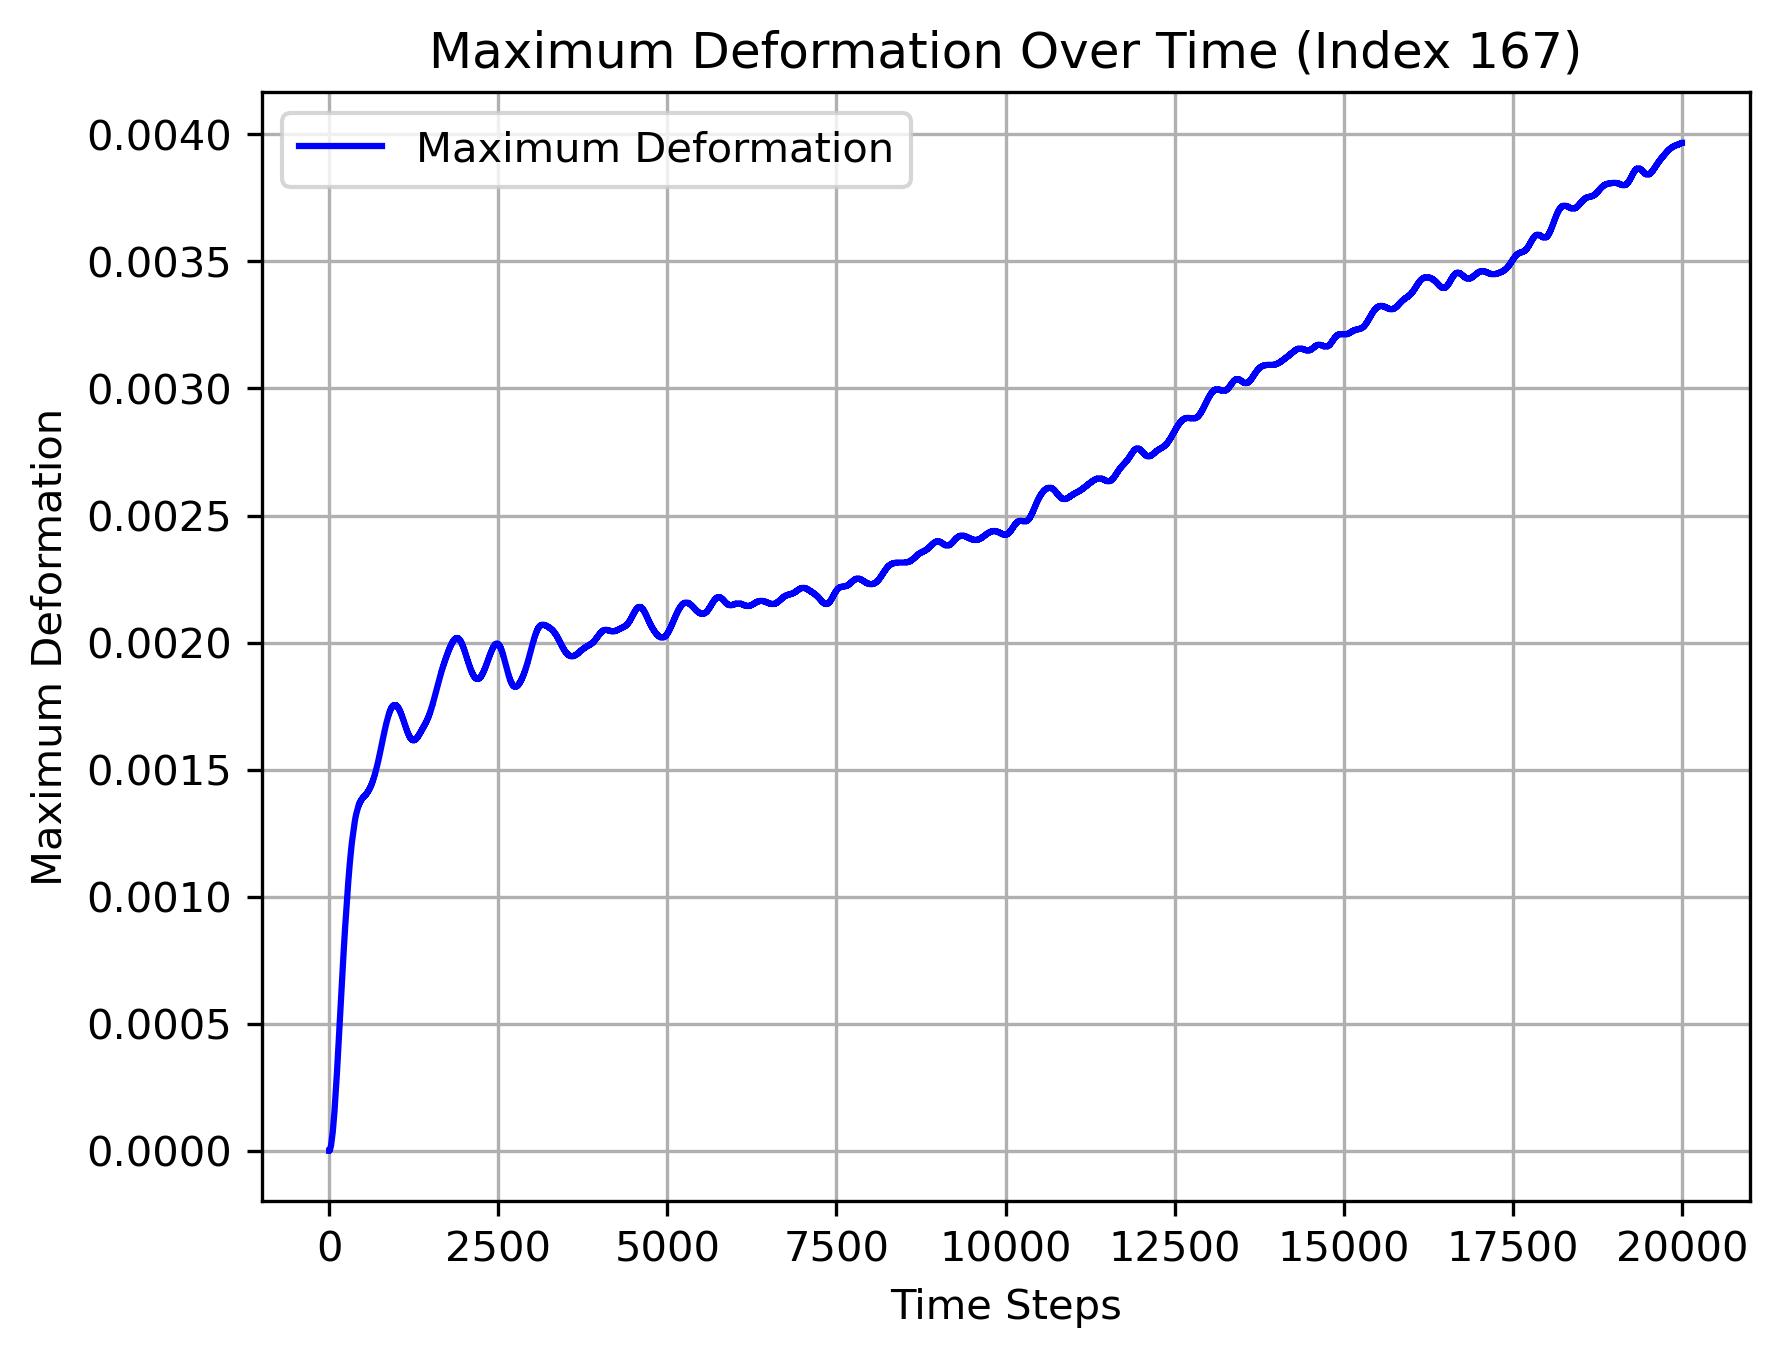 Maximum Deformation Over Time (Index 167)
Maximum Deformation
0.0040
0.0035
0.0030
0.0025
0.0020
0.0015
0.0010
0.0005
0.0000
Maximum Deformation
0 2500 5000 7500 10000 12500 15000 17500 20000
Time Steps